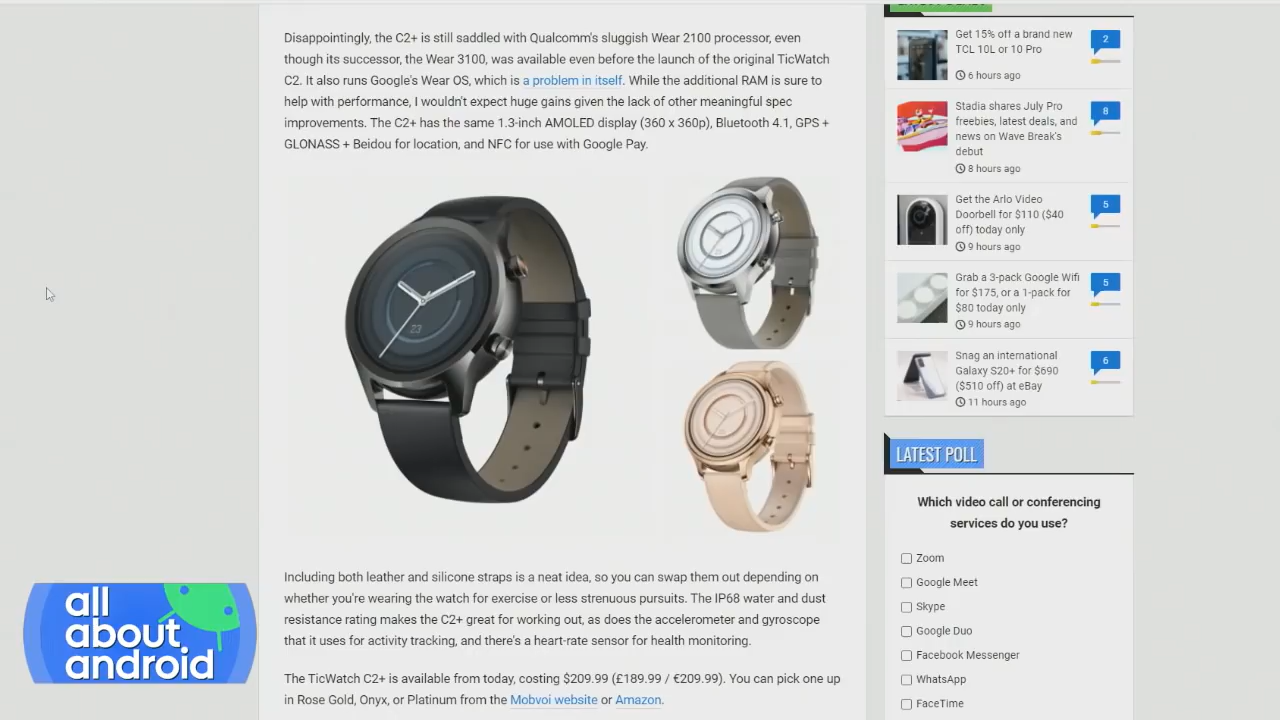 Disappointingly, the C2+ is still saddled with Qualcomm's sluggish Wear 2100 processor, even
though its successor, the Wear 3100, was available even before the launch of the original TicWatch
C2. It also runs Google's Wear OS, which is a problem in itself. While the additional RAM is sure to
help with performance, I wouldn't expect huge gains given the lack of other meaningful spec
improvements. The C2+ has the same 1.3-inch AMOLED display (360 x 360p), Bluetooth 4.1, GPS +
GLONASS + Beidou for location, and NFC for use with Google Pay.
23
Including both leather and silicone straps is a neat idea, so you can swap them out depending on
whether you're wearing the watch for exercise or less strenuous pursuits. The IP68 water and dust
resistance rating makes the C2+ great for working out, as does the accelerometer and gyroscope
that it uses for activity tracking, and there's a heart-rate sensor for health monitoring.
The TicWatch C2+ is available from today, costing $209.99 (£189.99 / €209.99). You can pick one up
in Rose Gold, Onyx, or Platinum from the Mobvoi website or Amazon.
Get 15% off a brand new
TCL 10L or 10 Pro
6 hours ago
2
Stadia shares July Pro
freebies, latest deals, and
news on Wave Break's
debut
8 hours ago
8
Get the Arlo Video
Doorbell for $110 ($40
off) today only
9 hours ago
5
Grab a 3-pack Google Wifi
for $175, or a 1-pack for
$80 today only
9 hours ago
5
Snag an international
Galaxy S20+ for $690
($510 off) at eBay
11 hours ago
6
LATEST POLL
Which video call or conferencing
services do you use?
Zoom
Google Meet
Skype
Google Duo
Facebook Messenger
WhatsApp
FaceTime
all
about
android